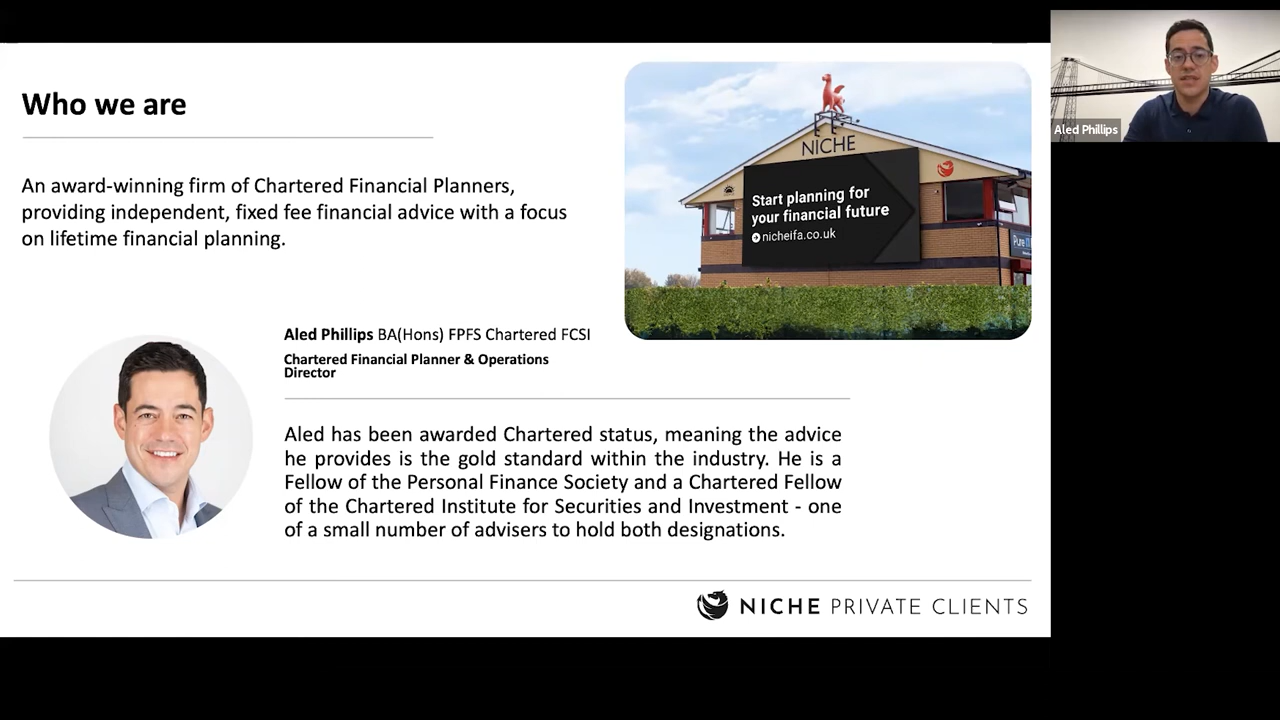 Who we are
An award-winning firm of Chartered Financial Planners,
providing independent, fixed fee financial advice with a focus
on lifetime financial planning.
NICHE
Start planning for
your financial future
nicheifa.co.uk
Aled Phillips
Aled Phillips BA(Hons) FPFS Chartered FCSI
Chartered Financial Planner & Operations
Director
Aled has been awarded Chartered status, meaning the advice
he provides is the gold standard within the industry. He is a
Fellow of the Personal Finance Society and a Chartered Fellow
of the Chartered Institute for Securities and Investment - one
of a small number of advisers to hold both designations.
NICHE PRIVATE CLIENTS